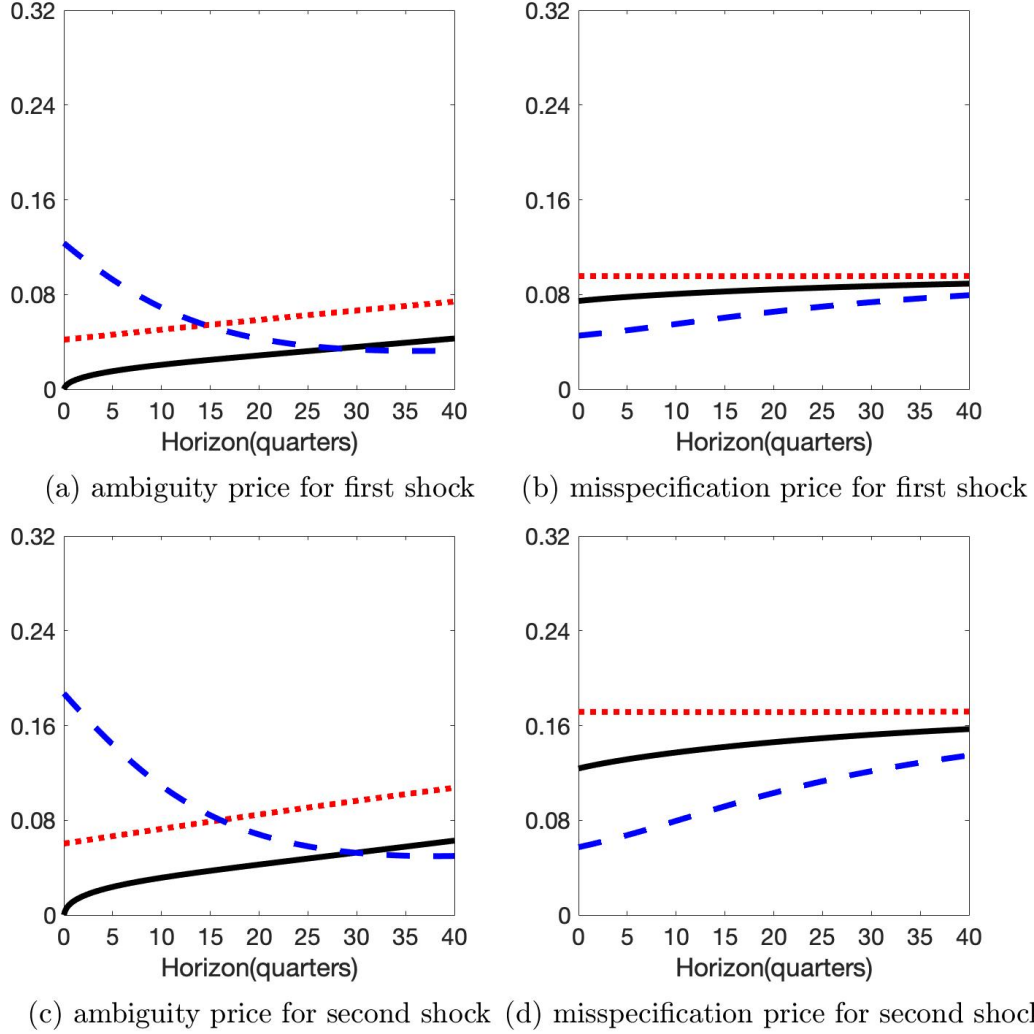 0.32
0.24
0.16
0.08
0
0 5 10 15 20 25 30 35 40
Horizon(quarters)
(a) ambiguity price for first shock
0.32
0.24
0.16
0.08
0
0 5 10 15 20 25 30 35 40
Horizon(quarters)
(b) misspecification price for first shock
0.32
0.24
0.16
0.08
0
0 5 10 15 20 25 30 35 40
Horizon(quarters)
(c) ambiguity price for second shock
0.32
0.24
0.16
0.08
0
0 5 10 15 20 25 30 35 40
Horizon(quarters)
(d) misspecification price for second shock